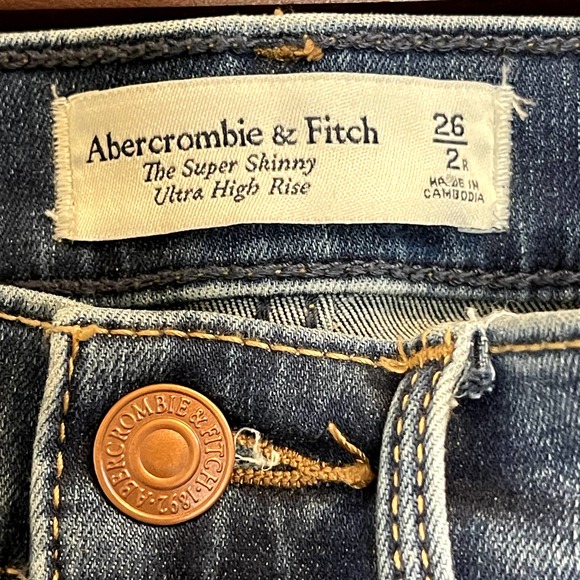 Abercrombie & Fitch
The Super Skinny
Ultra High Rise
26
2R
MADE IN
CAMBODIA
ABERCROMBIE & FITCH · 1892 ·